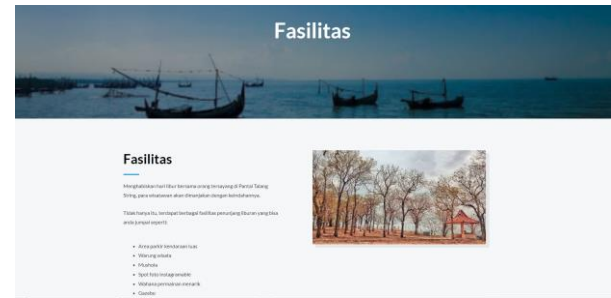 Fasilitas
Fasilitas
Menghabiskan hari libur bersama orang tersayang di Pantai Talang
Siring, para wisatawan akan dimanjakan dengan keindahannya.
Tidak hanya itu, terdapat berbagai fasilitas penunjang liburan yang bisa
anda jumpai seperti:
Area parkir kendaraan luas
Warung wisata
Mushola
Spot foto instagramable
Wahana permainan menarik
Gazebo